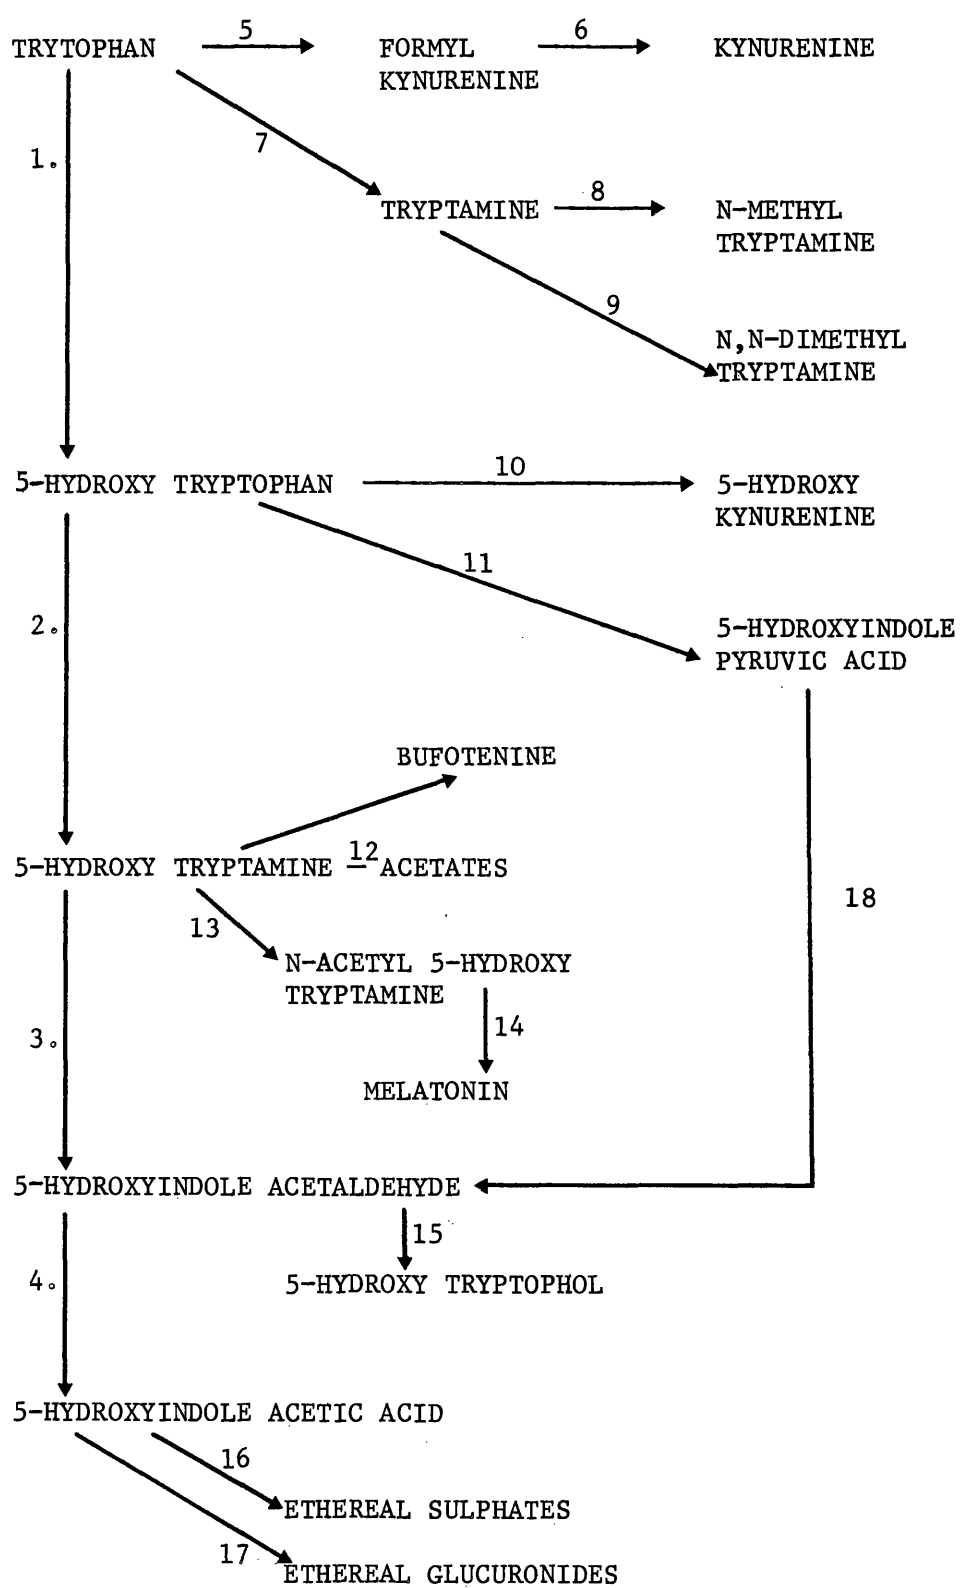 5
6
TRYTOPHAN
FORMYL
KYNURENINE
KYNURENINE
7
1.
8
TRYPTAMINE
N-METHYL
TRYPTAMINE
9
N,N-DIMETHYL
TRYPTAMINE
10
5-HYDROXY TRYPTOPHAN
5-HYDROXY
KYNURENINE
11
2.
5-HYDROXYINDOLE
PYRUVIC ACID
BUFOTENINE
5-HYDROXY TRYPTAMINE 12 ACETATES
18
13
N-ACETYL 5-HYDROXY
TRYPTAMINE
14
3.
MELATONIN
5-HYDROXYINDOLE ACETALDEHYDE
15
4.
5-HYDROXY TRYPTOPHOL
5-HYDROXYINDOLE ACETIC ACID
16
ETHEREAL SULPHATES
17
ETHEREAL GLUCURONIDES